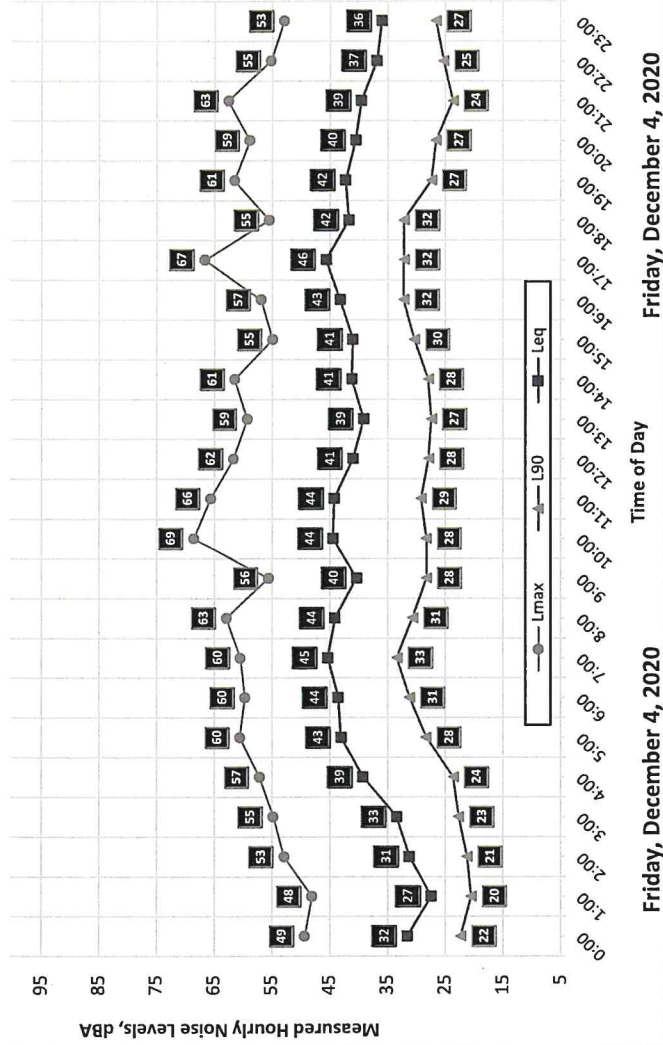 Measured Hourly Noise Levels, dBA
95
85
75
65
55
45
35
25
15
5
49 48 53 55 57 60 60 60 63 56 69 66 62 59 61 55 57 67 55 61 59 63 55 53
32 27 31 33 39 43 44 45 44 40 44 44 41 39 41 41 43 46 42 42 40 39 37 36
22 20 21 23 24 28 31 33 31 28 28 29 28 27 28 30 32 32 32 27 27 24 25 27
Lmax L90 Leq
0:00 1:00 2:00 3:00 4:00 5:00 6:00 7:00 8:00 9:00 10:00 11:00 12:00 13:00 14:00 15:00 16:00 17:00 18:00 19:00 20:00 21:00 22:00 23:00
Time of Day
Friday, December 4, 2020 Friday, December 4, 2020